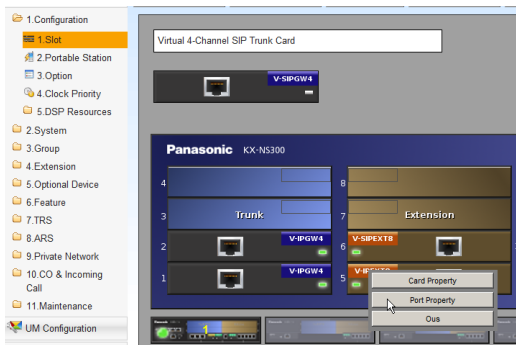 1.Configuration
1.Slot
2.Portable Station
3.Option
4.Clock Priority
5.DSP Resources
2.System
3.Group
4.Extension
5.Optional Device
6.Feature
7.TRS
8.ARS
9.Private Network
10.CO & Incoming
Call
11.Maintenance
UM Configuration
Virtual 4-Channel SIP Trunk Card
V-SIPGW4
Panasonic KX-NS300
4
8
3 Trunk
7 Extension
2 V-IPGW4
6 V-SIPEXT8
1 V-IPGW4
5
Card Property
Port Property
Ous
1